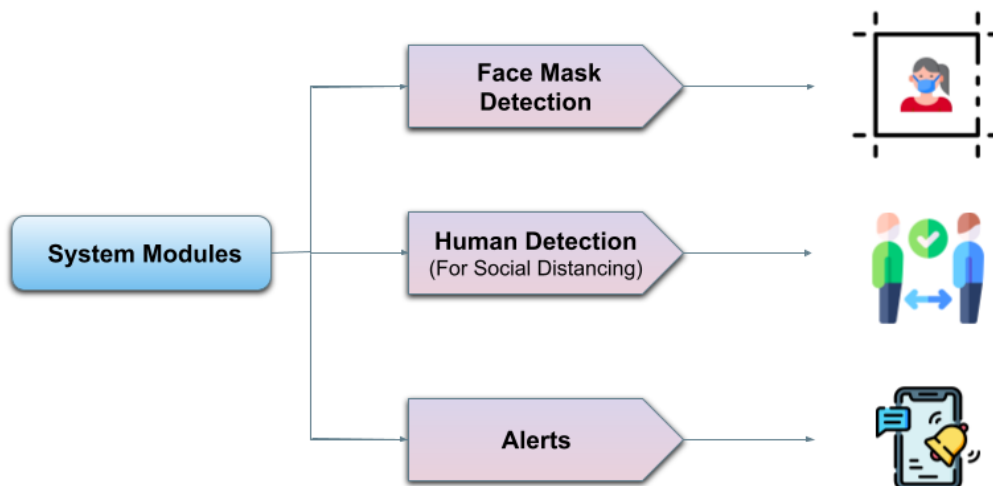 Face Mask
Detection
System Modules
Human Detection
(For Social Distancing)
Alerts